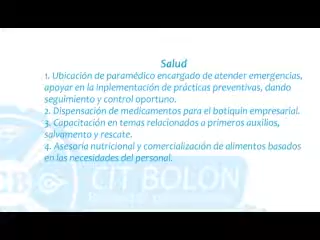 Salud
1. Ubicación de paramédico encargado de atender emergencias,
apoyar en la inplementación de prácticas preventivas, dando
seguimiento y control oportuno.
2. Dispensación de medicamentos para el botiquin empresarial.
3. Capacitación en temas relacionados a primeros auxilios,
salvamento y rescate.
4. Asesoría nutricional y comercialización de alimentos basados
en las necesidades del personal.
CIT BOLON